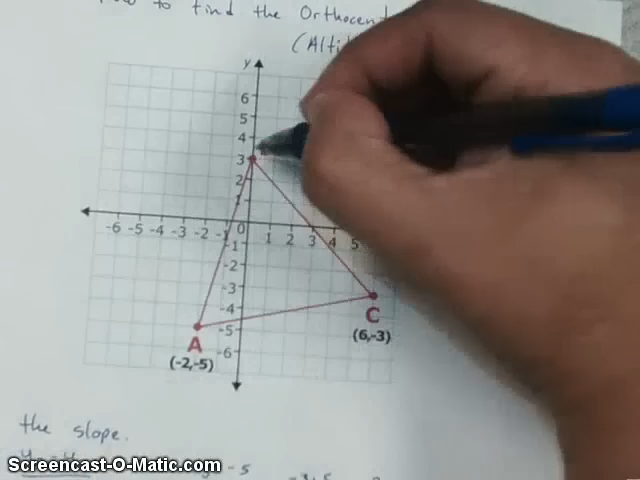 to find the Orthocent
(Alti
y
6
5
4
3
2
1
-6 -5 -4 -3 -2 -1 0 1 2 3 4 5
-1
-2
-3
-4
-5
-6
C
(6,-3)
A
(-2,-5)
the slope.
-5
Screencast-O-Matic.com